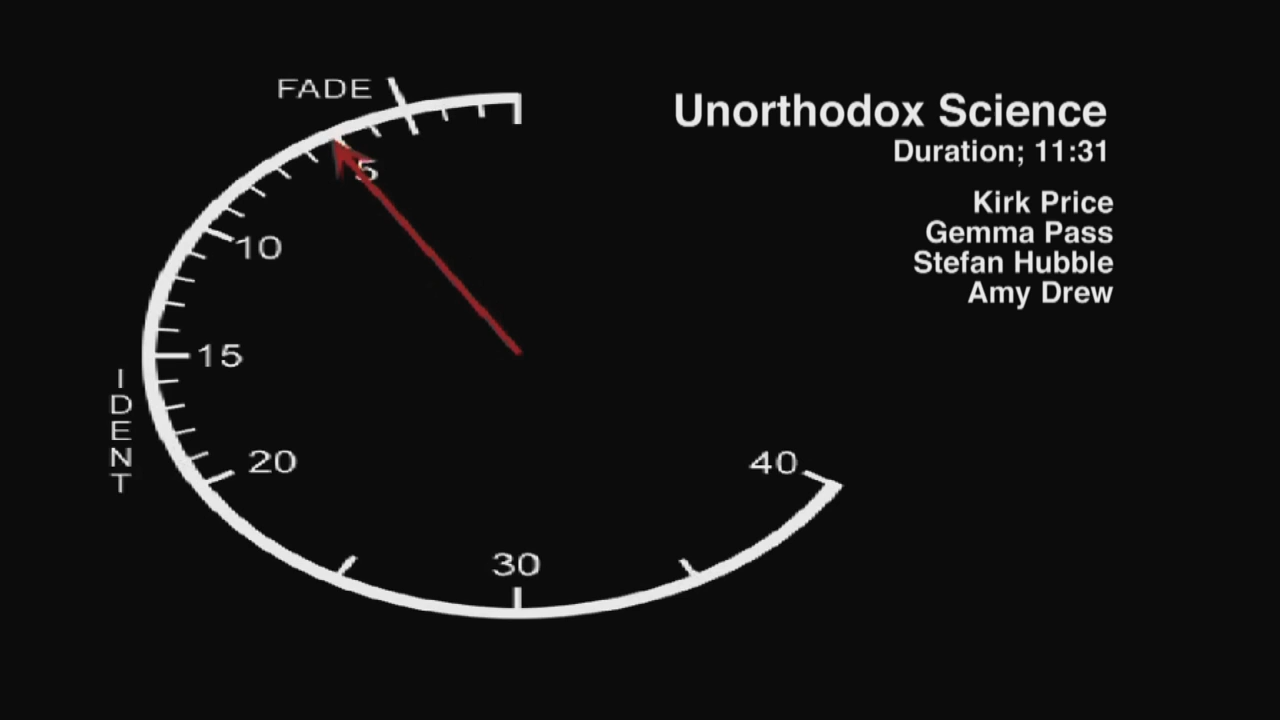 FADE
Unorthodox Science
Duration; 11:31
Kirk Price
Gemma Pass
Stefan Hubble
Amy Drew
5
10
15
IDENT
20
30
40